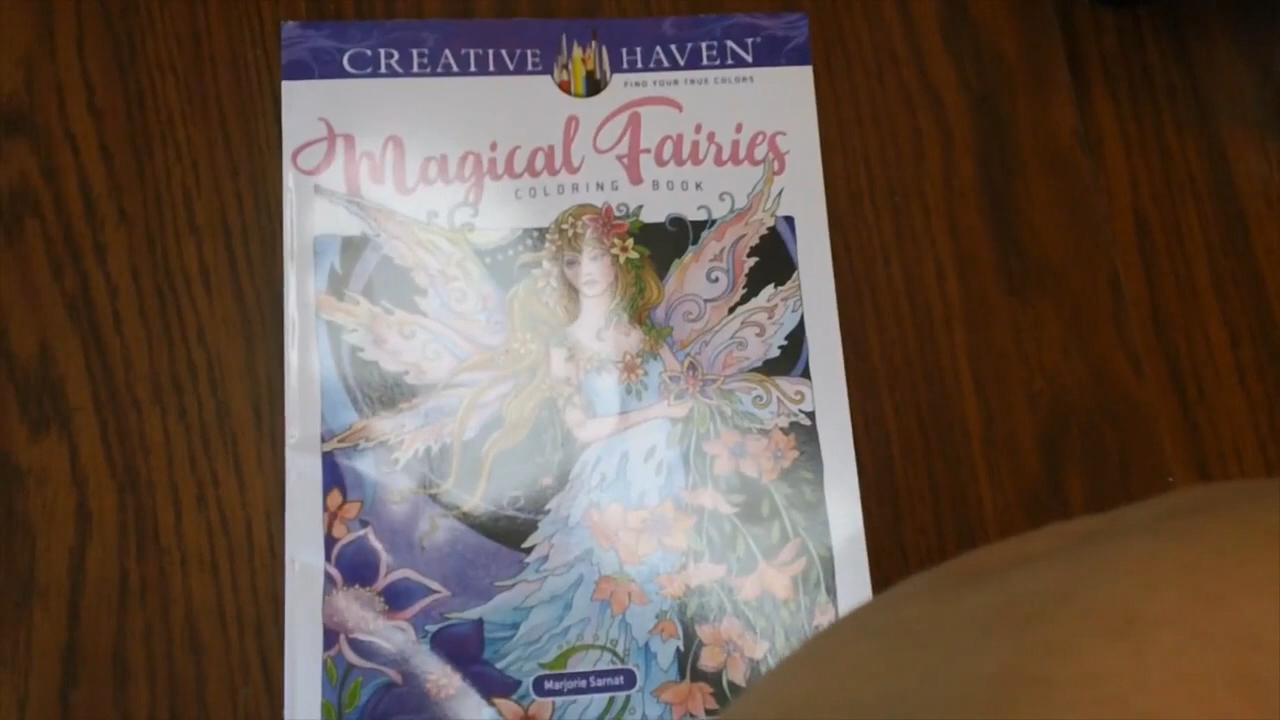 CREATIVE HAVEN®
FIND YOUR TRUE COLORS
Magical Fairies
COLORING BOOK
Marjorie Sarnat